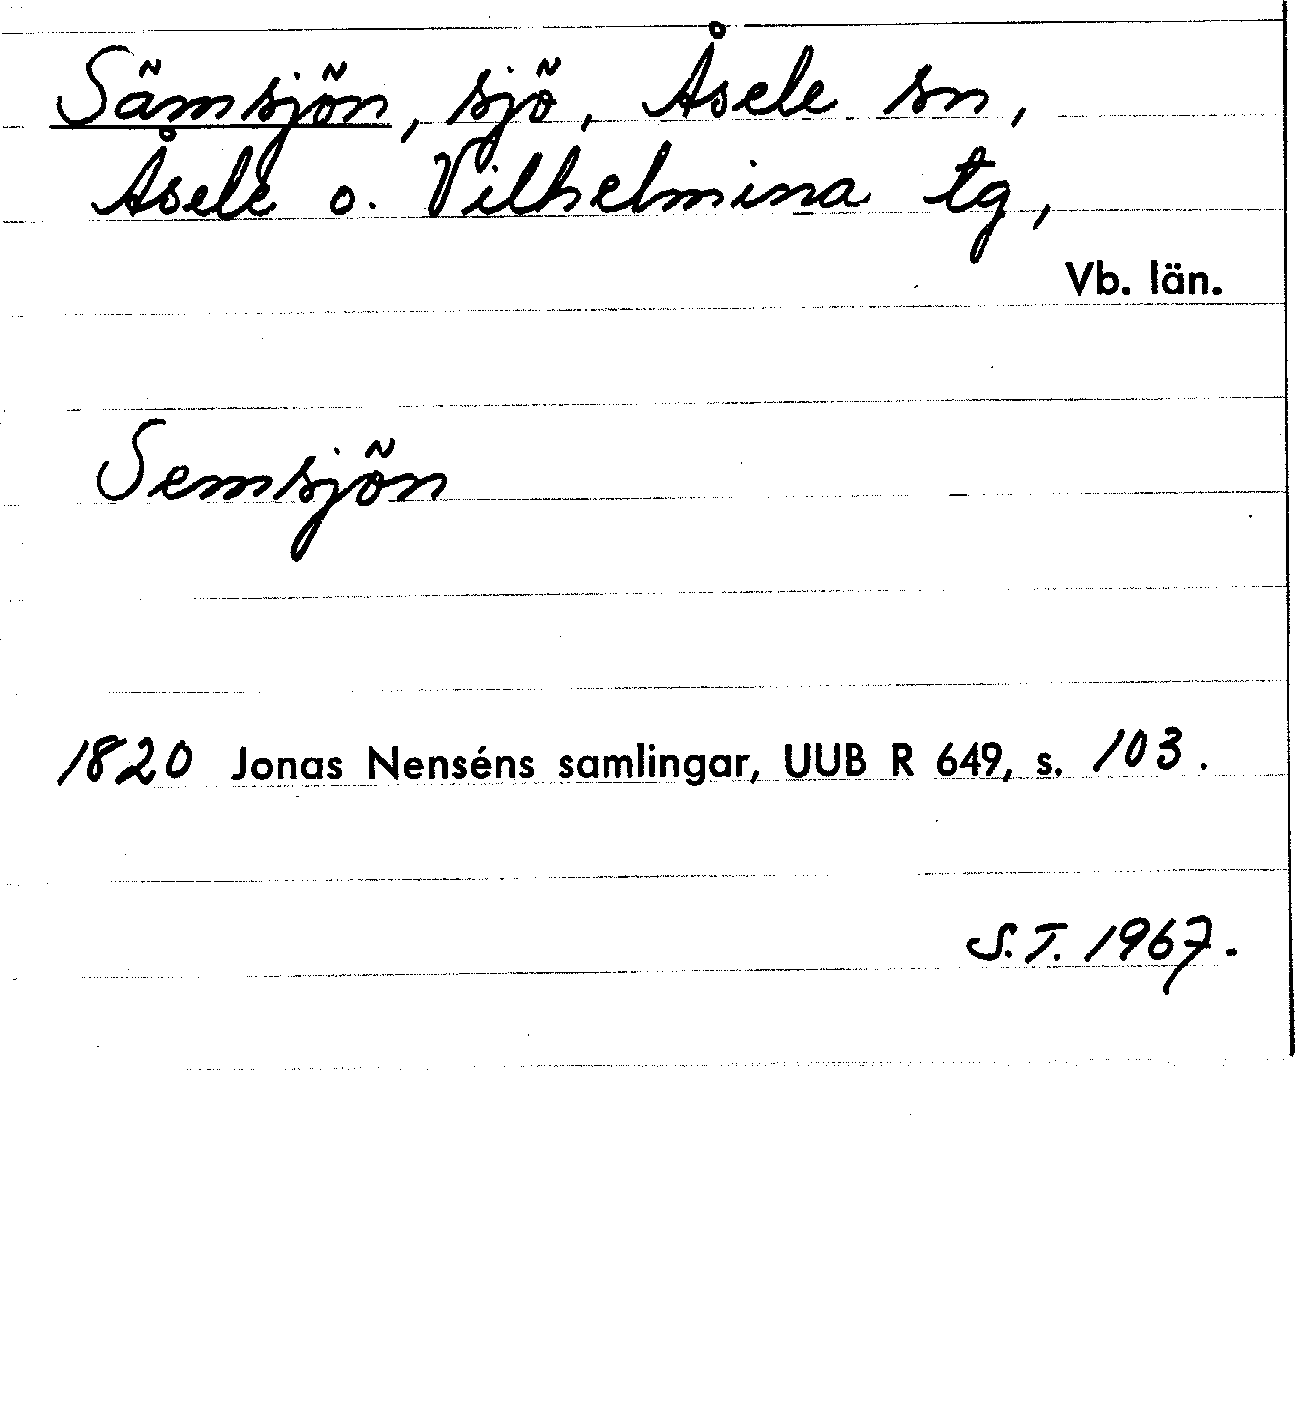 Sämsjön, sjö, Åsele sn,
Åsele o. Vilhelmina tg,
Vb. län.
Semsjön
1820 Jonas Nenséns samlingar, UUB R 649, s. 103.
S.T. 1967.